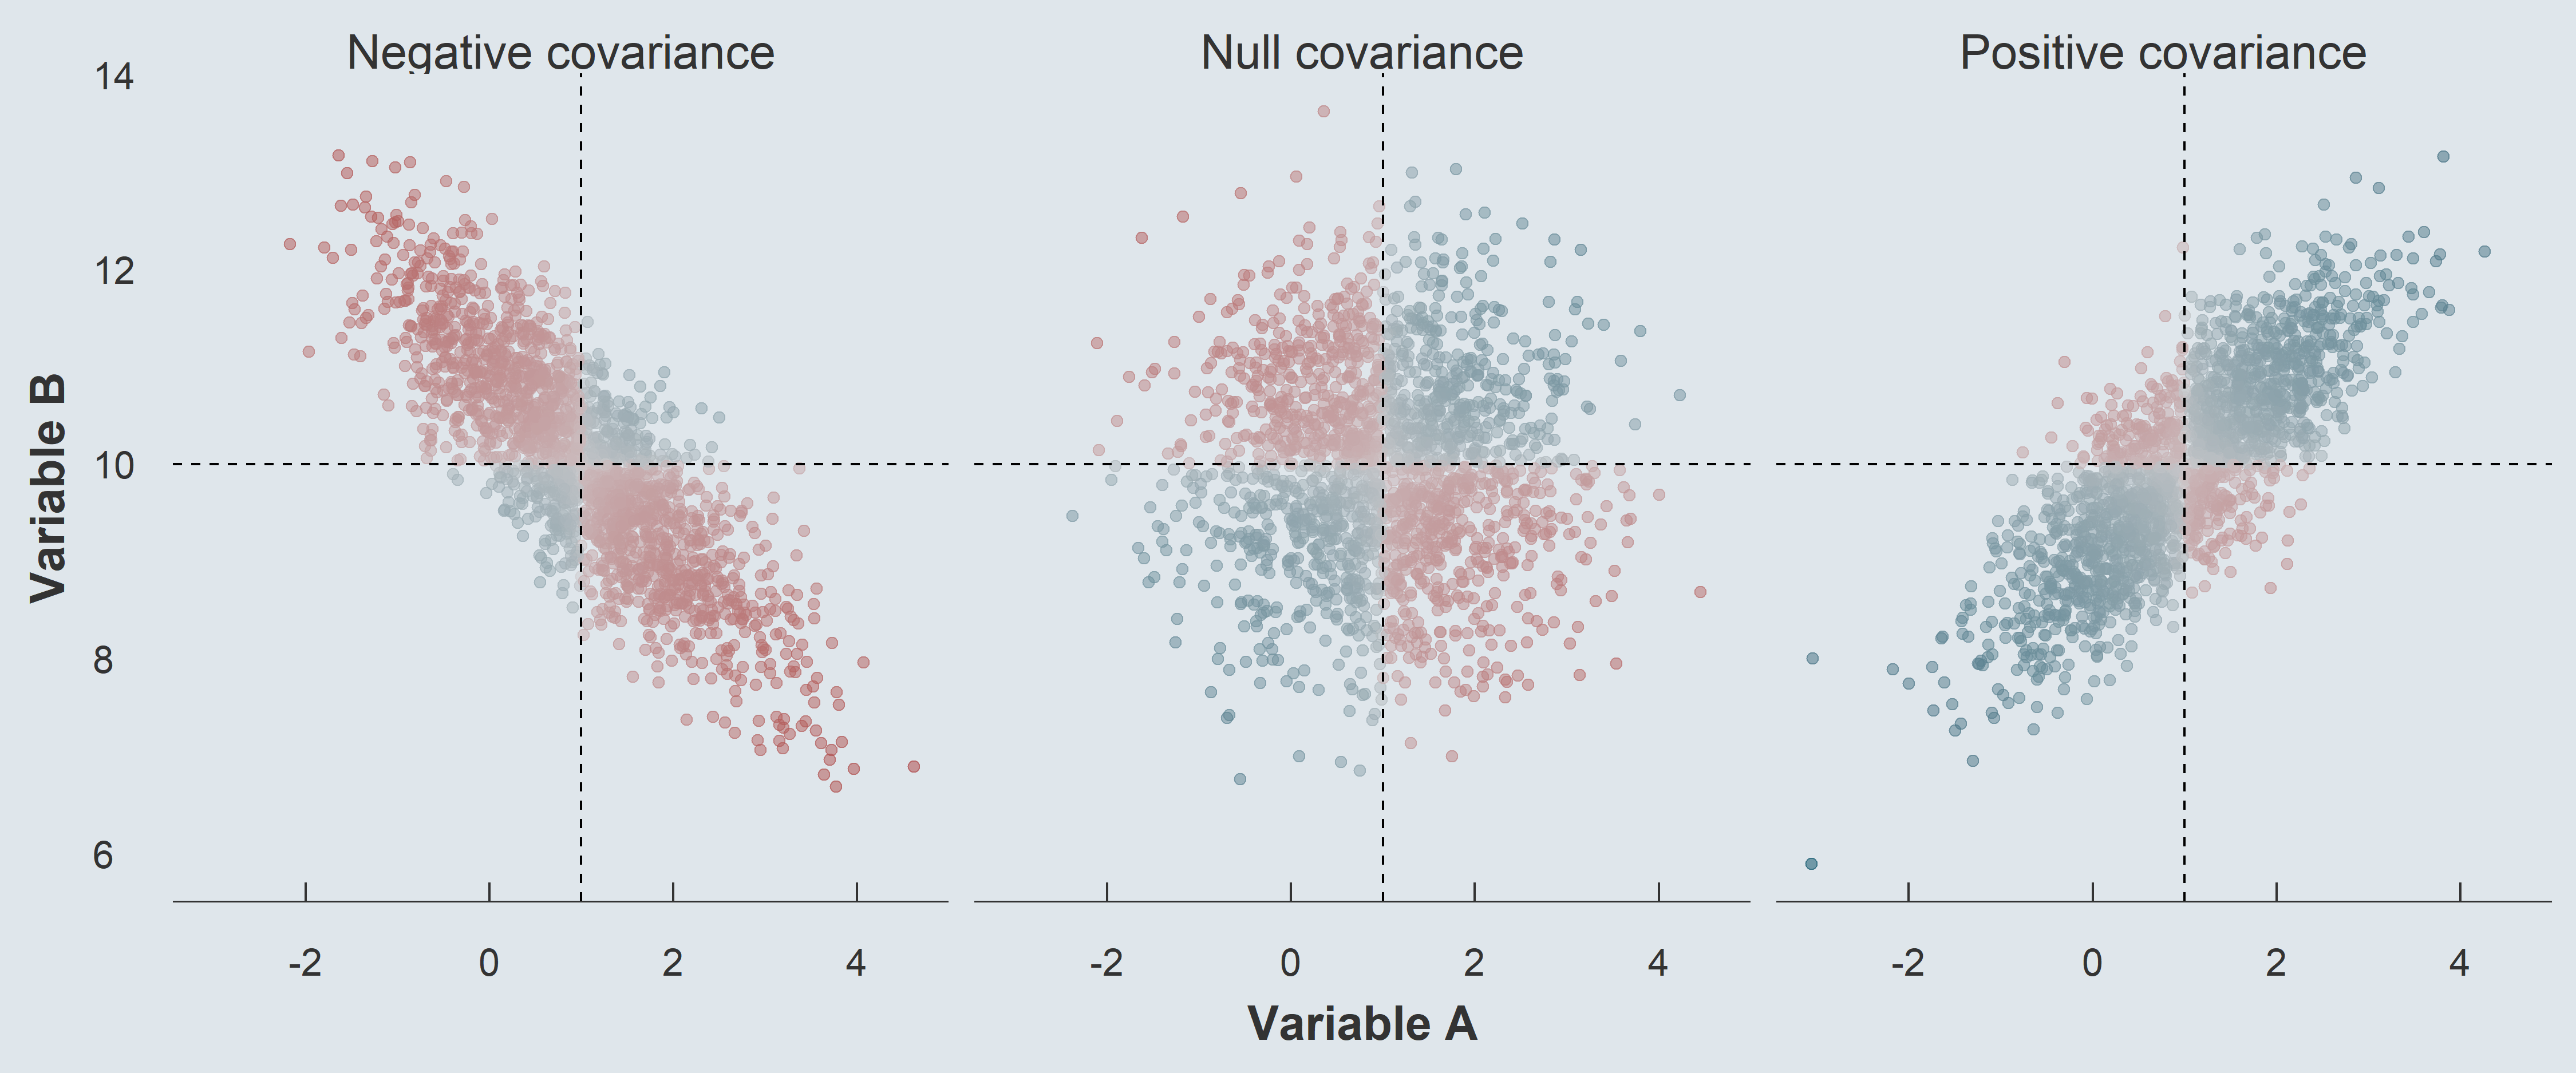 Negative covariance
Null covariance
Positive covariance
14
12
10
8
6
Variable B
-2 0 2 4
-2 0 2 4
-2 0 2 4
Variable A